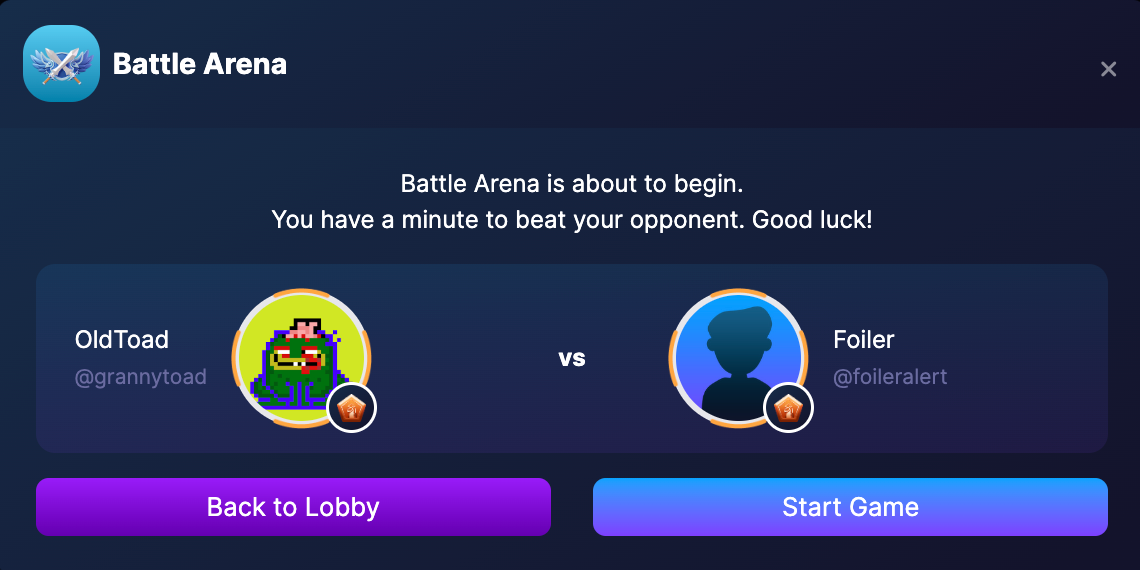 Battle Arena
Battle Arena is about to begin.
You have a minute to beat your opponent. Good luck!
OldToad
@grannytoad
vs
Foiler
@foileralert
Back to Lobby
Start Game